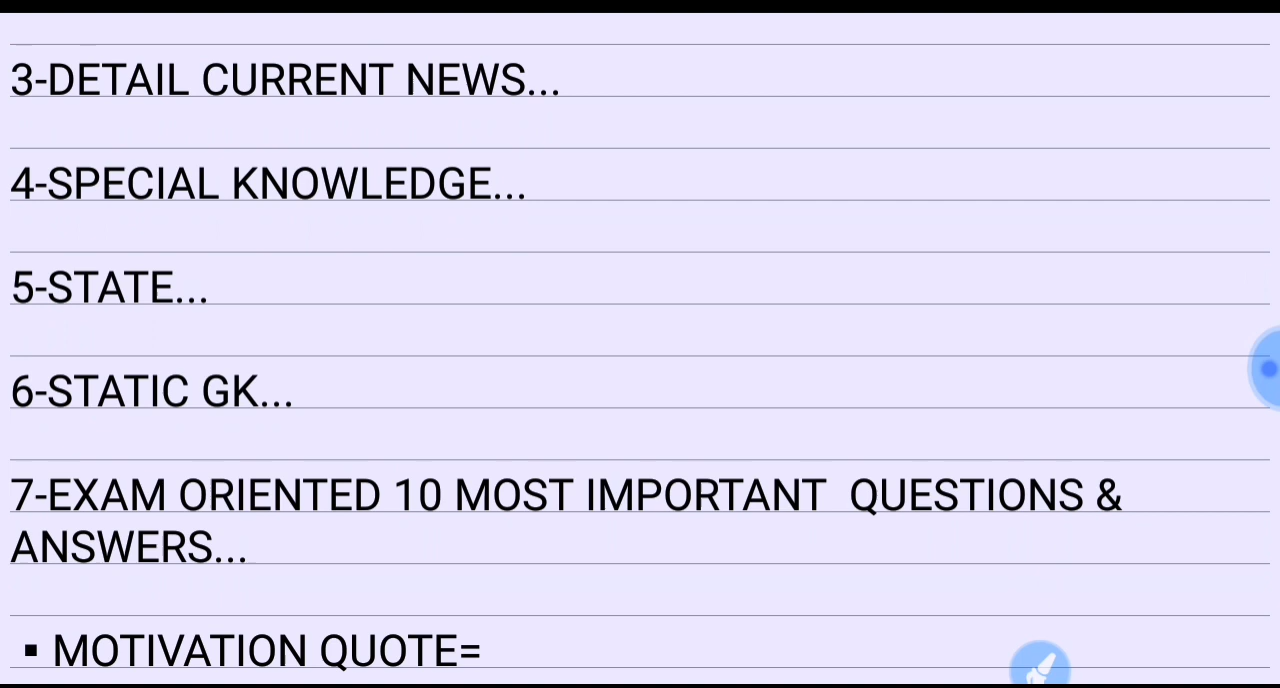 3-DETAIL CURRENT NEWS...
4-SPECIAL KNOWLEDGE...
5-STATE...
6-STATIC GK...
7-EXAM ORIENTED 10 MOST IMPORTANT  QUESTIONS &
ANSWERS...
▪ MOTIVATION QUOTE=